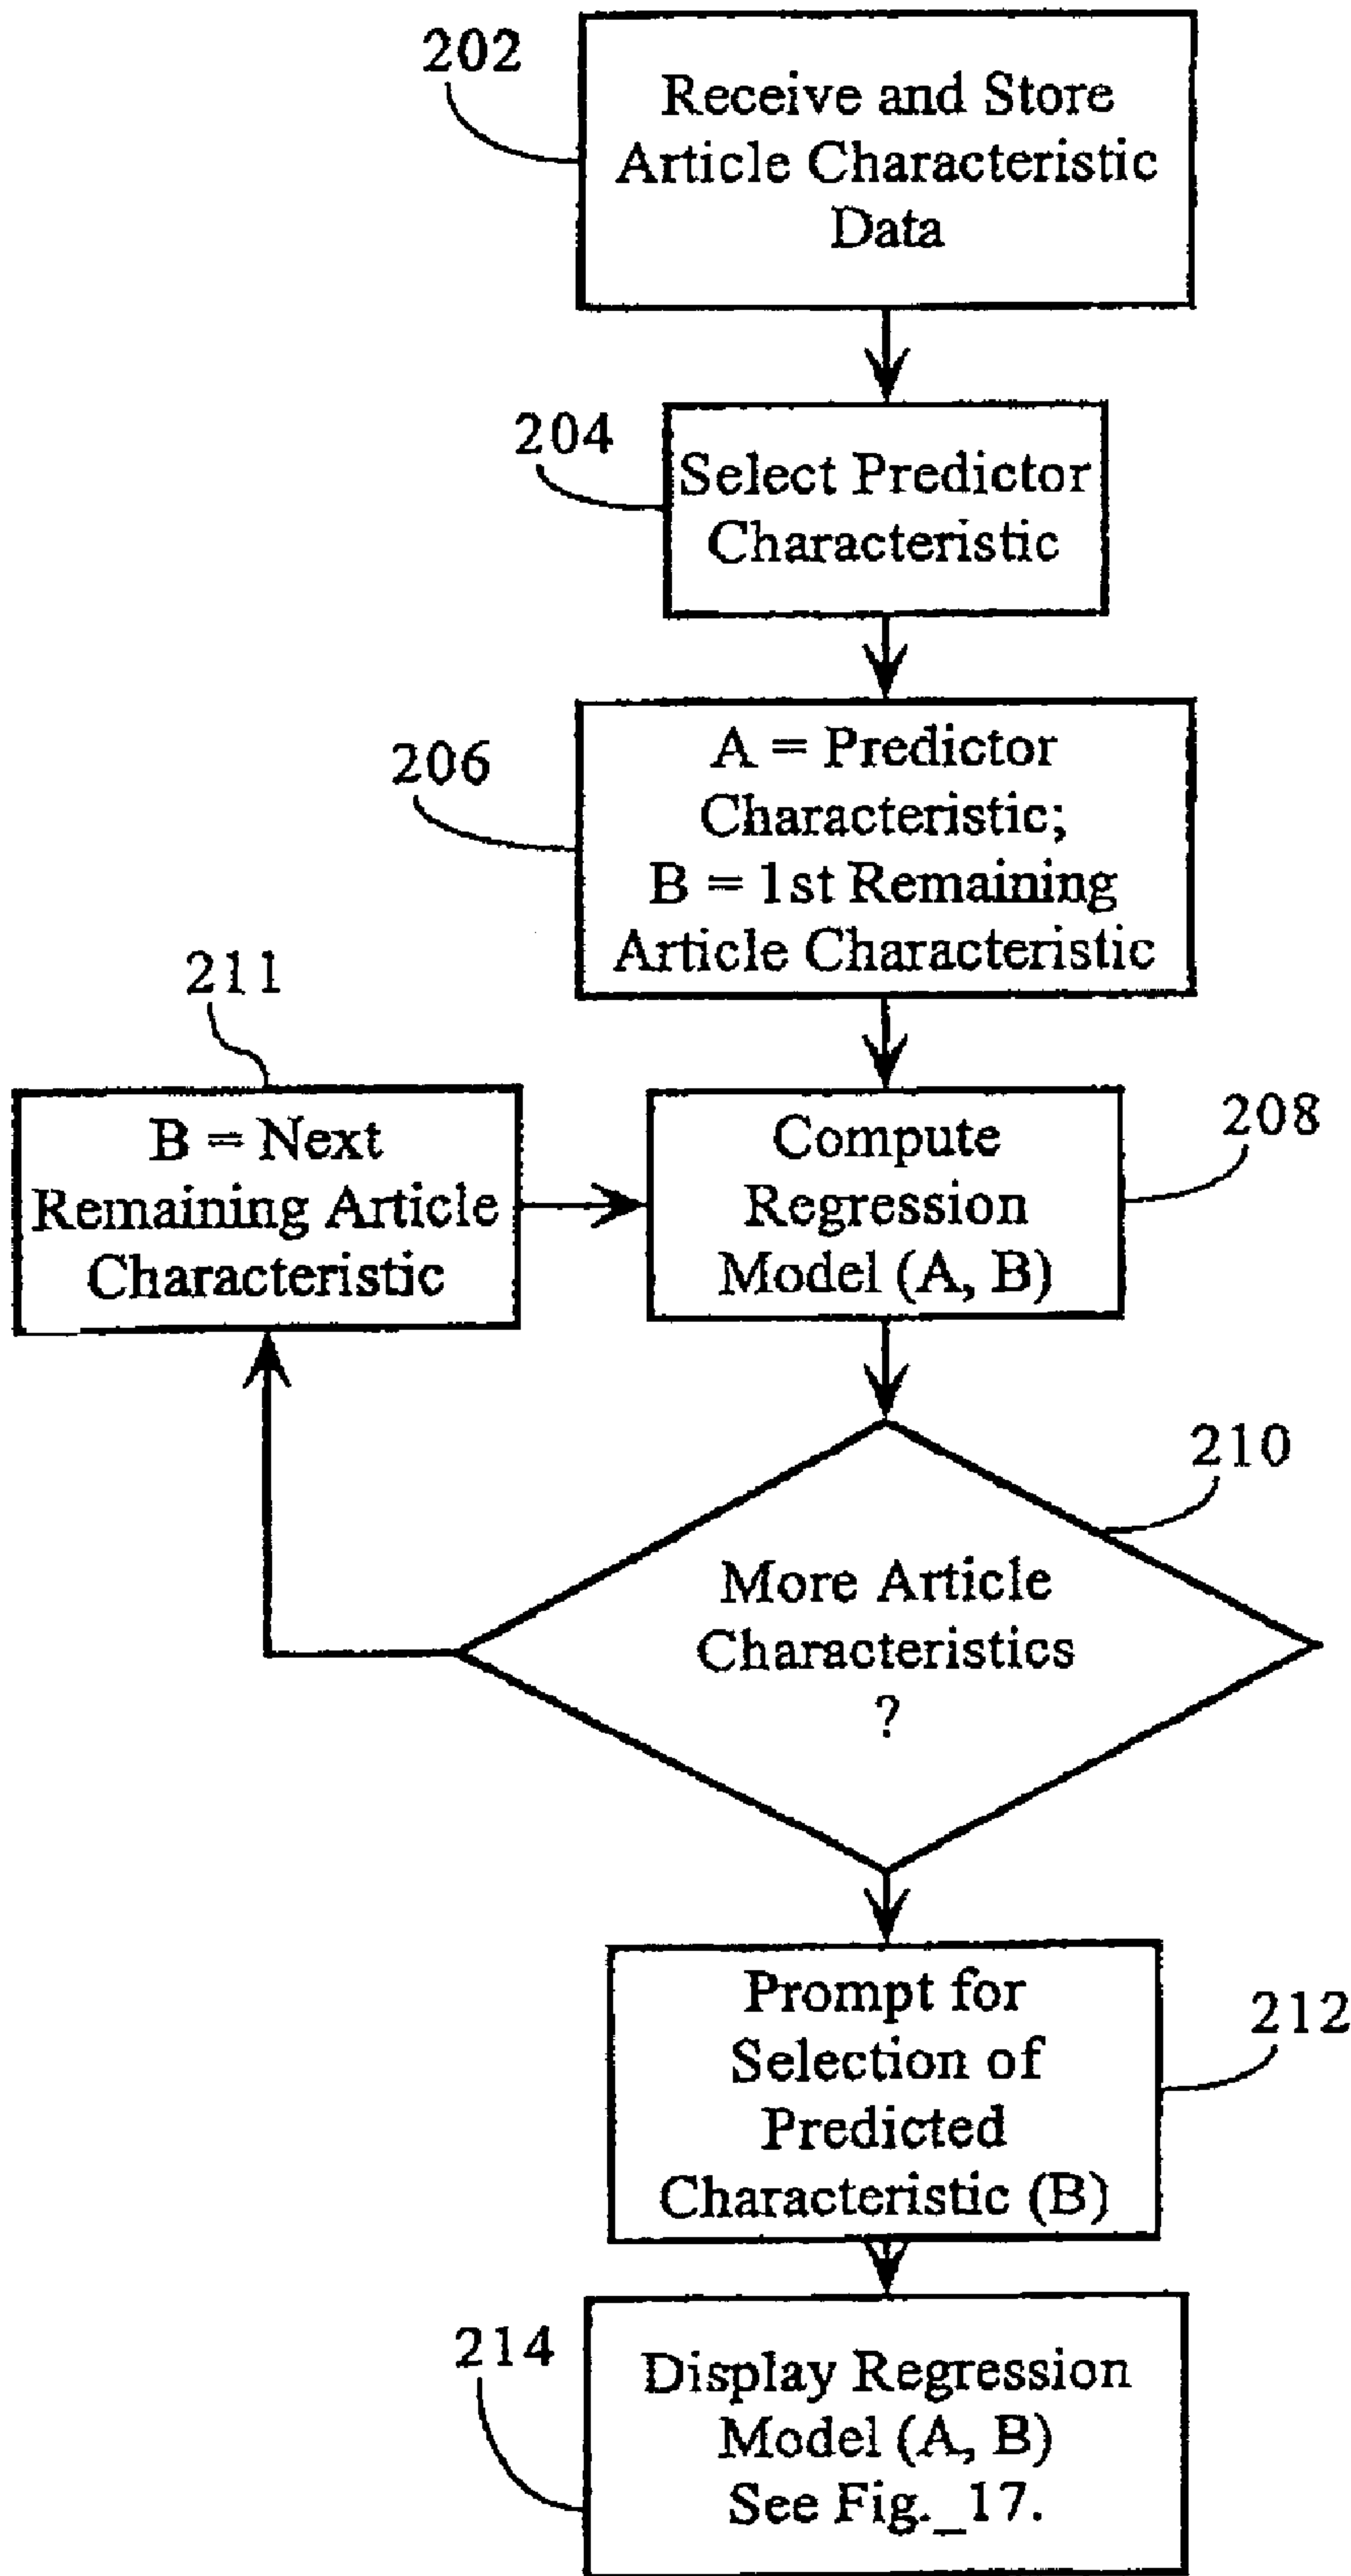 202
Receive and Store
Article Characteristic
Data
204
Select Predictor
Characteristic
206
A = Predictor
Characteristic;
B = 1st Remaining
Article Characteristic
211
B = Next
Remaining Article
Characteristic
Compute
Regression
Model (A, B)
208
210
More Article
Characteristics
?
Prompt for
Selection of
Predicted
Characteristic (B)
212
214
Display Regression
Model (A, B)
See Fig._17.